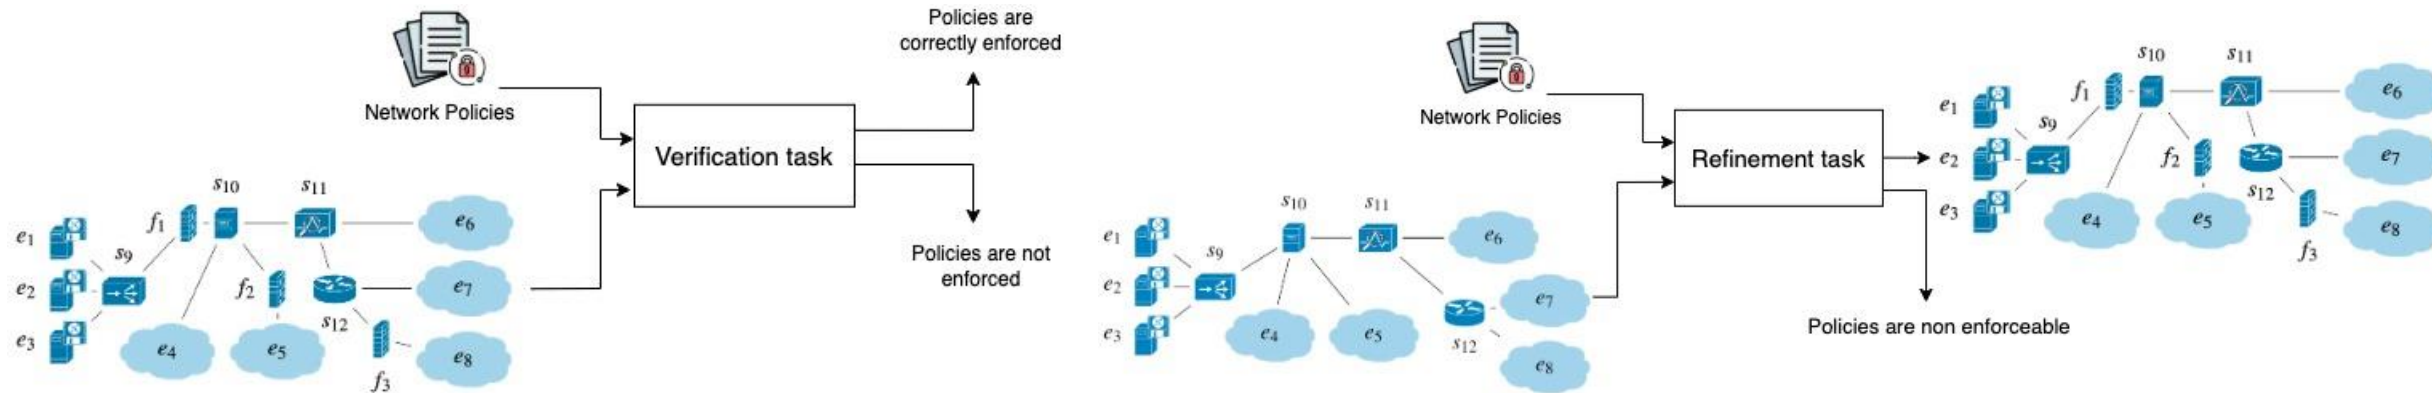 Policies are
correctly enforced
Network Policies
Verification task
Policies are not
enforced
s10
s11
f1
e6
e1
s9
e2
f2
e7
s12
e3
e4
e5
e8
f3
Network Policies
Refinement task
Policies are non enforceable
s10
s11
e1
s9
e6
e2
e7
e3
e4
e5
s12
e8
s10
s11
f1
e6
e1
s9
e2
f2
e7
s12
e3
e4
e5
e8
f3